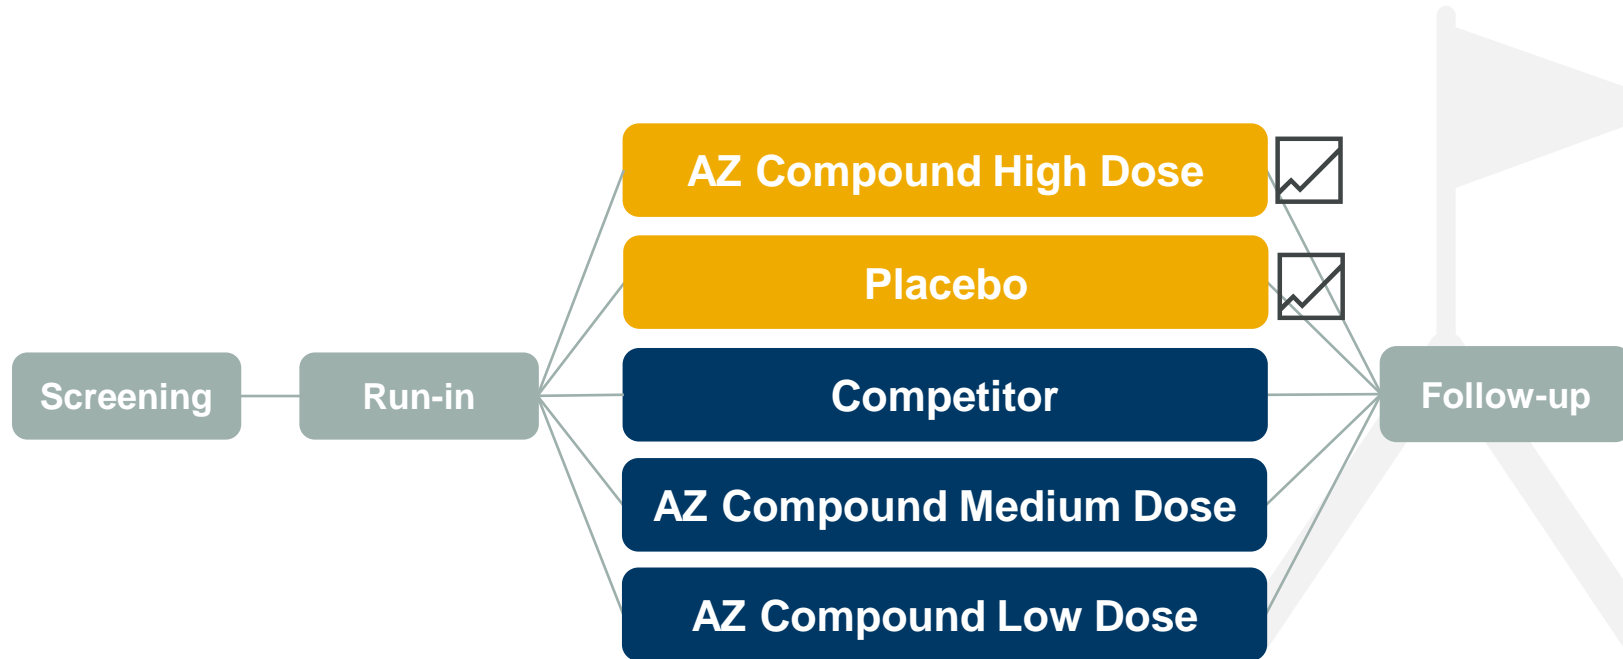 Screening
Run-in
AZ Compound High Dose
Placebo
Competitor
AZ Compound Medium Dose
AZ Compound Low Dose
Follow-up